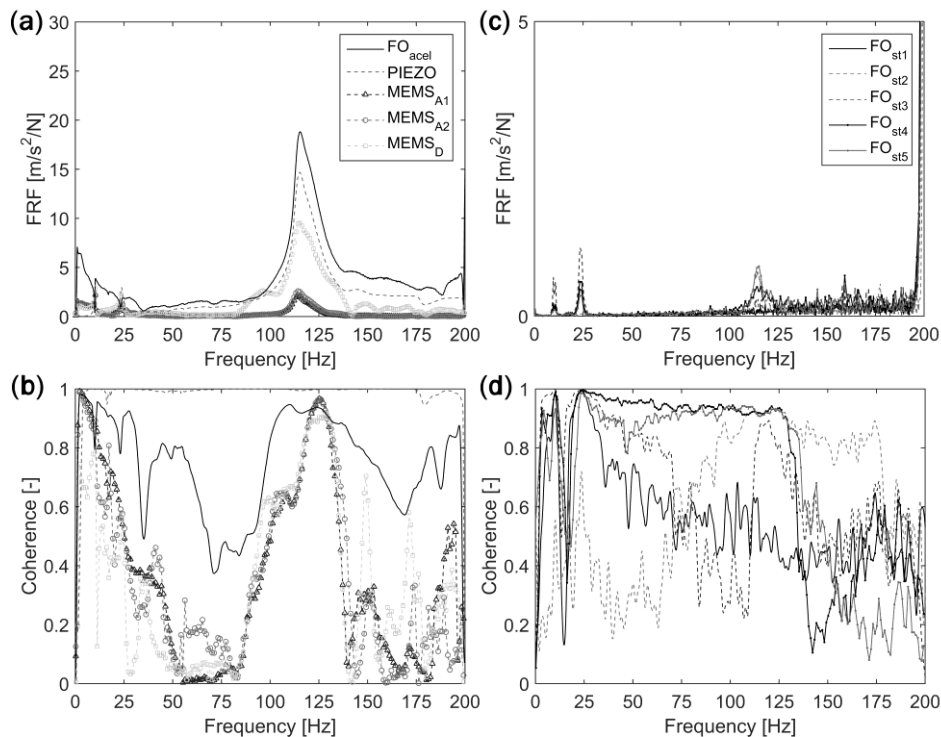 (a)
30
25
20
15
10
5
0
FRF [m/s²/N]
0 25 50 75 100 125 150 175 200
Frequency [Hz]
FO_acel
PIEZO
MEMS_A1
MEMS_A2
MEMS_D
(c)
5
0
FRF [m/s²/N]
0 25 50 75 100 125 150 175 200
Frequency [Hz]
FO_st1
FO_st2
FO_st3
FO_st4
FO_st5
(b)
1
0.8
0.6
0.4
0.2
0
Coherence [-]
0 25 50 75 100 125 150 175 200
Frequency [Hz]
(d)
1
0.8
0.6
0.4
0.2
0
Coherence [-]
0 25 50 75 100 125 150 175 200
Frequency [Hz]